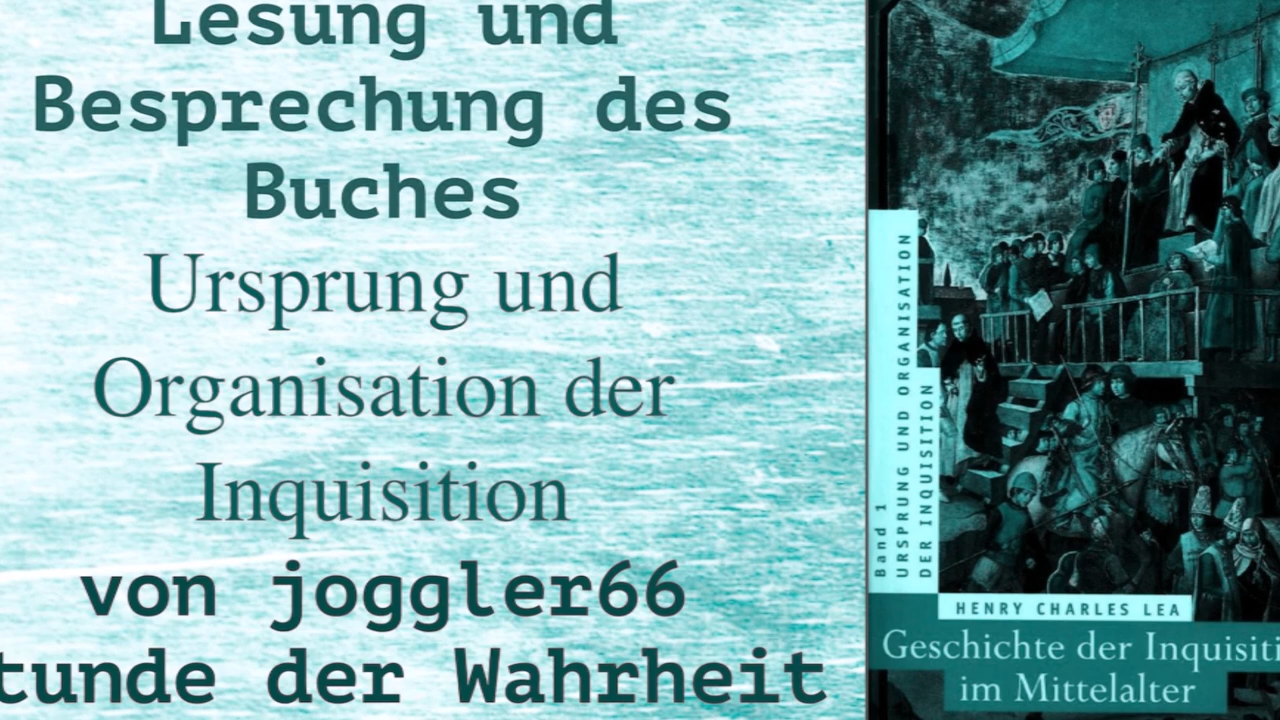 Lesung und
Besprechung des
Buches
Ursprung und
Organisation der
Inquisition
von joggler66
tunde der Wahrheit
Band 1
URSPRUNG UND ORGANISATION
DER INQUISITION
HENRY CHARLES LEA
Geschichte der Inquisiti
im Mittelalter